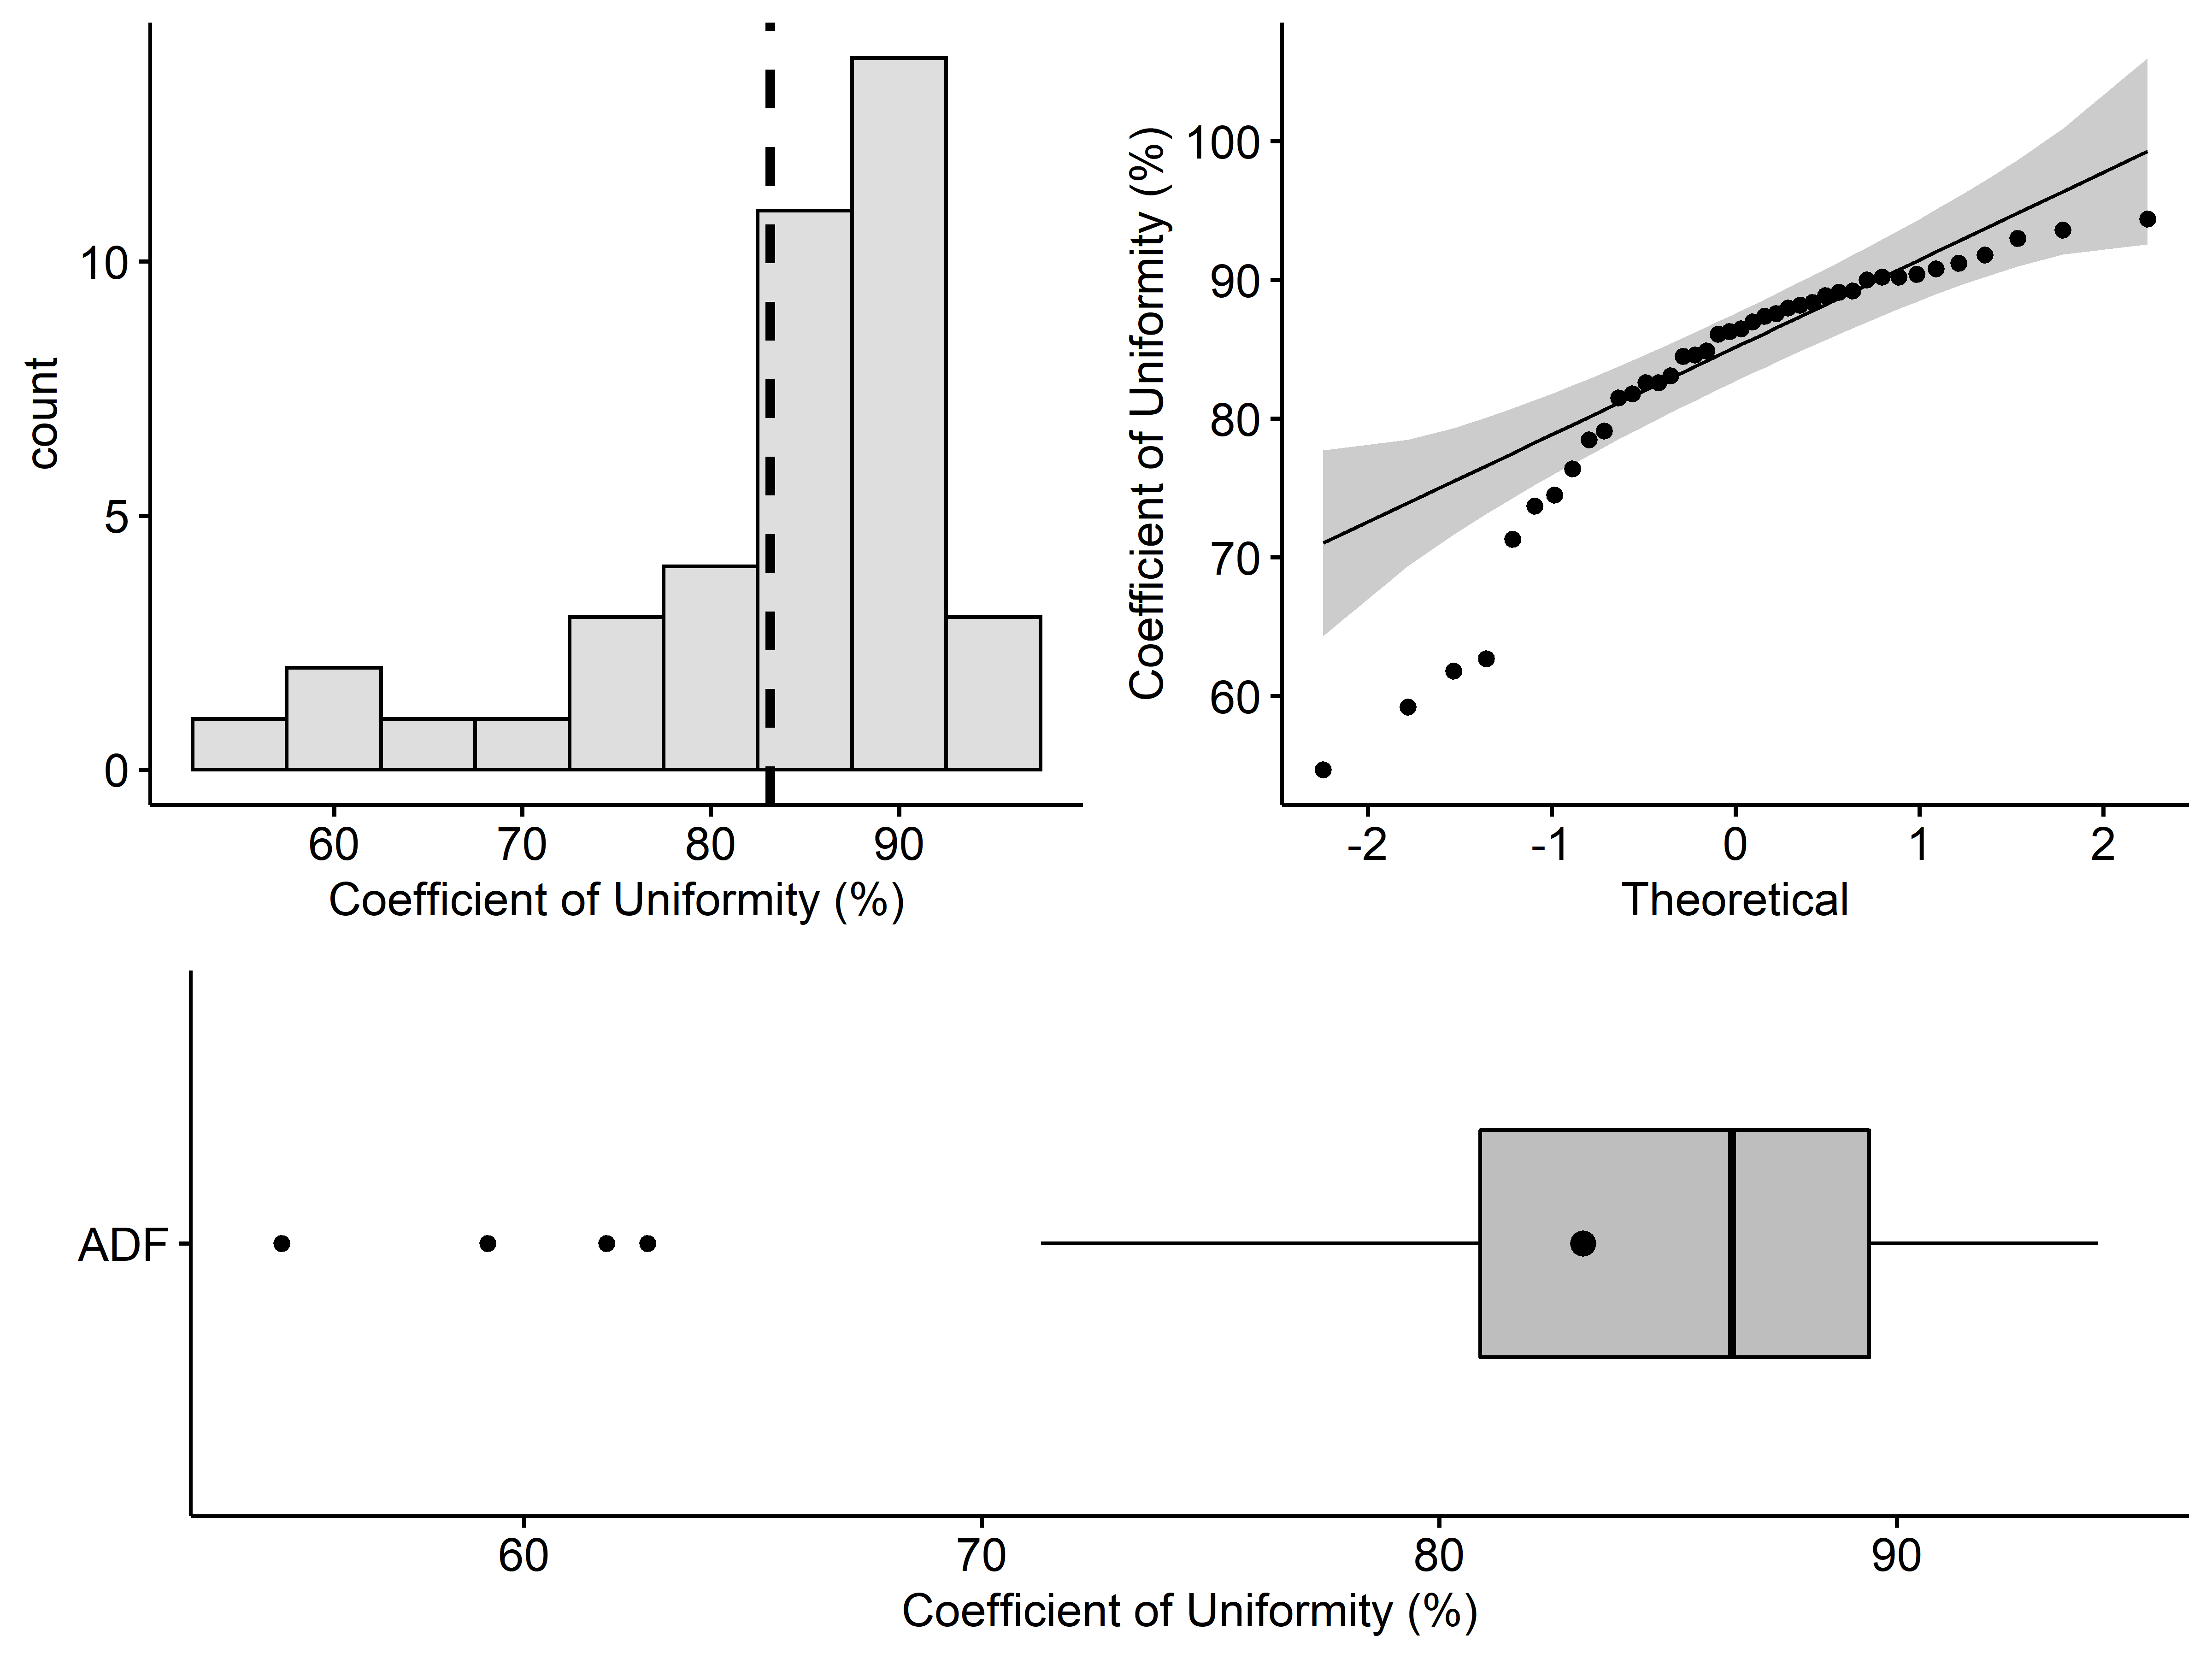 count
10
5
0
60 70 80 90
Coefficient of Uniformity (%)
Coefficient of Uniformity (%)
100
90
80
70
60
-2 -1 0 1 2
Theoretical
ADF
60 70 80 90
Coefficient of Uniformity (%)